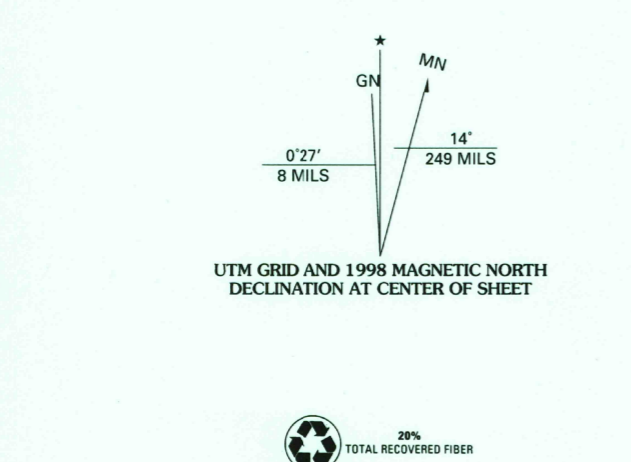 ★
GN
MN
0°27'
8 MILS
14°
249 MILS
UTM GRID AND 1998 MAGNETIC NORTH
DECLINATION AT CENTER OF SHEET
20%
TOTAL RECOVERED FIBER